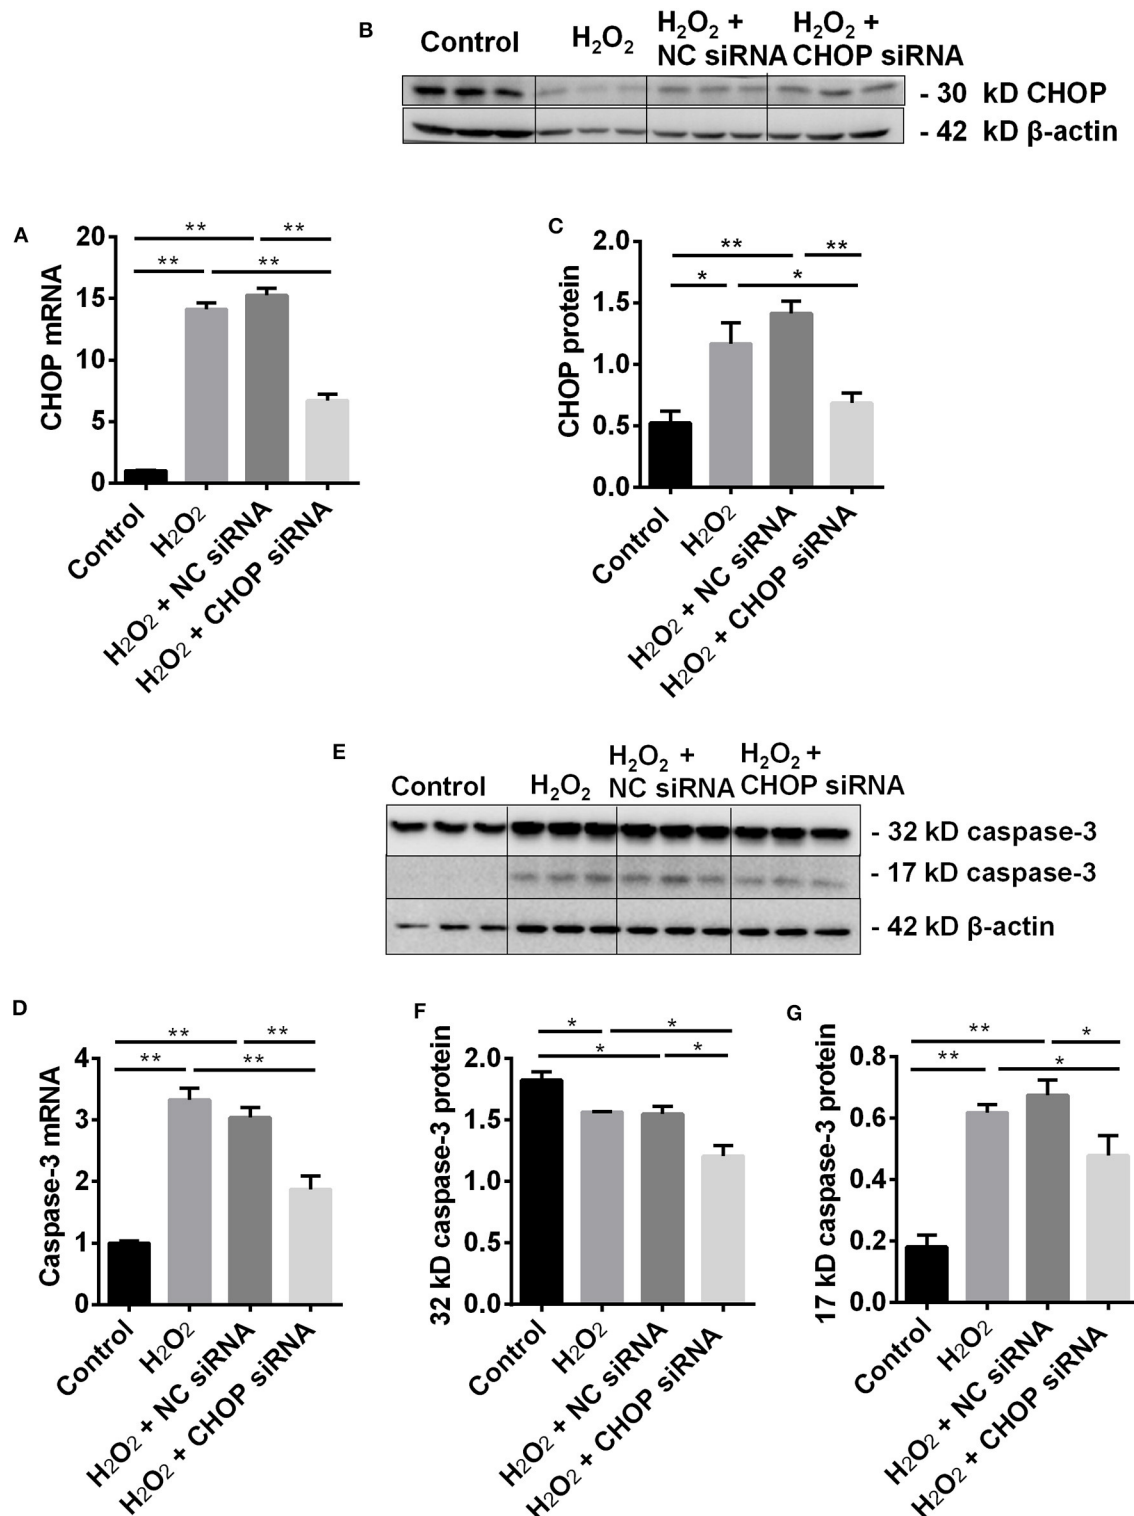 B
Control
H₂O₂
H₂O₂ +
NC siRNA
H₂O₂ +
CHOP siRNA
- 30 kD CHOP
- 42 kD β-actin
A
CHOP mRNA
20
15
10
5
0
**
**
**
**
Control
H₂O₂
H₂O₂ + NC siRNA
H₂O₂ + CHOP siRNA
C
CHOP protein
2.0
1.5
1.0
0.5
0.0
**
**
*
*
Control
H₂O₂
H₂O₂ + NC siRNA
H₂O₂ + CHOP siRNA
E
Control
H₂O₂
H₂O₂ +
NC siRNA
H₂O₂ +
CHOP siRNA
- 32 kD caspase-3
- 17 kD caspase-3
- 42 kD β-actin
D
Caspase-3 mRNA
4
3
2
1
0
**
**
**
**
Control
H₂O₂
H₂O₂ + NC siRNA
H₂O₂ + CHOP siRNA
F
32 kD caspase-3 protein
2.0
1.5
1.0
0.5
0.0
*
*
*
*
Control
H₂O₂
H₂O₂ + NC siRNA
H₂O₂ + CHOP siRNA
G
17 kD caspase-3 protein
0.8
0.6
0.4
0.2
0.0
**
*
**
*
Control
H₂O₂
H₂O₂ + NC siRNA
H₂O₂ + CHOP siRNA